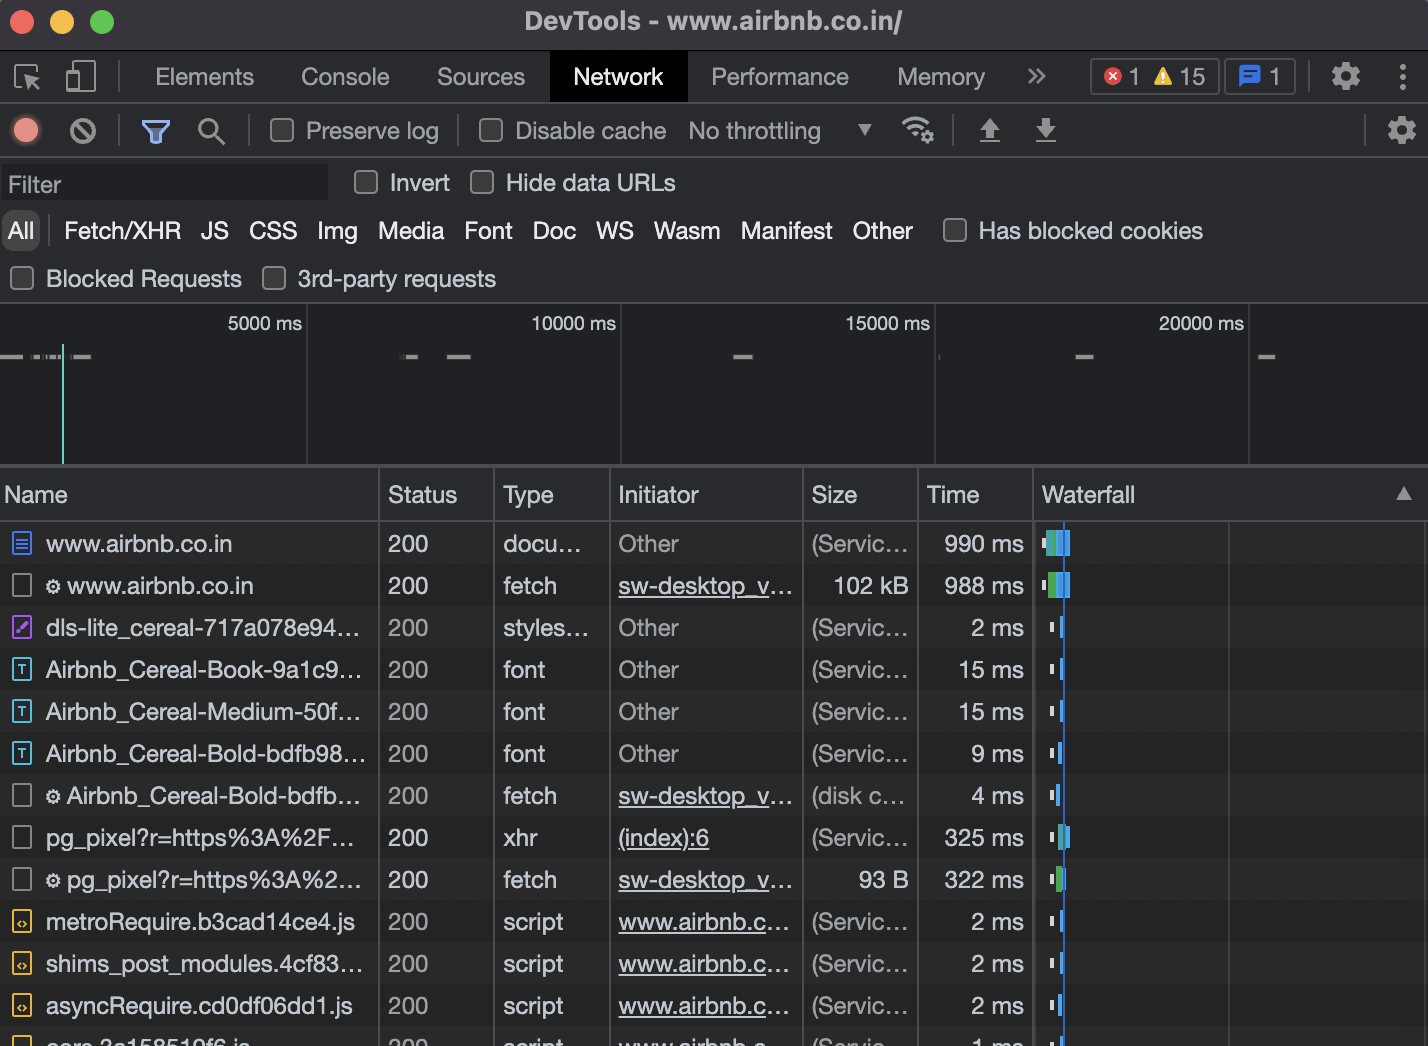 DevTools - www.airbnb.co.in/
Elements Console Sources Network Performance Memory » 1 15 1
Preserve log Disable cache No throttling
Filter Invert Hide data URLs
All Fetch/XHR JS CSS Img Media Font Doc WS Wasm Manifest Other Has blocked cookies
Blocked Requests 3rd-party requests
5000 ms 10000 ms 15000 ms 20000 ms
Name Status Type Initiator Size Time Waterfall
www.airbnb.co.in 200 docu... Other (Servic... 990 ms
www.airbnb.co.in 200 fetch sw-desktop_v... 102 kB 988 ms
dls-lite_cereal-717a078e94... 200 styles... Other (Servic... 2 ms
Airbnb_Cereal-Book-9a1c9... 200 font Other (Servic... 15 ms
Airbnb_Cereal-Medium-50f... 200 font Other (Servic... 15 ms
Airbnb_Cereal-Bold-bdfb98... 200 font Other (Servic... 9 ms
Airbnb_Cereal-Bold-bdfb... 200 fetch sw-desktop_v... (disk c... 4 ms
pg_pixel?r=https%3A%2F... 200 xhr (index):6 (Servic... 325 ms
pg_pixel?r=https%3A%2... 200 fetch sw-desktop_v... 93 B 322 ms
metroRequire.b3cad14ce4.js 200 script www.airbnb.c... (Servic... 2 ms
shims_post_modules.4cf83... 200 script www.airbnb.c... (Servic... 2 ms
asyncRequire.cd0df06dd1.js 200 script www.airbnb.c... (Servic... 2 ms
200 script www.airbnb.c... (Servic... 1 ms